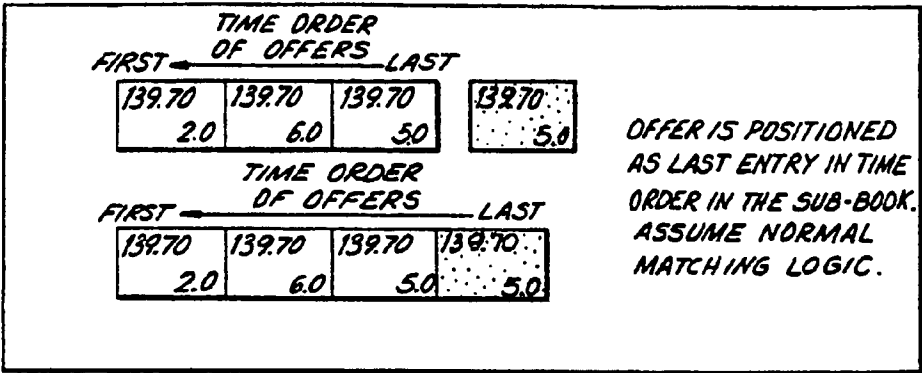 TIME ORDER
OF OFFERS
FIRST LAST
139.70 139.70 139.70 139.70
2.0 6.0 5.0 5.0
TIME ORDER
OF OFFERS
FIRST LAST
139.70 139.70 139.70 139.70
2.0 6.0 5.0 5.0
OFFER IS POSITIONED
AS LAST ENTRY IN TIME
ORDER IN THE SUB-BOOK.
ASSUME NORMAL
MATCHING LOGIC.